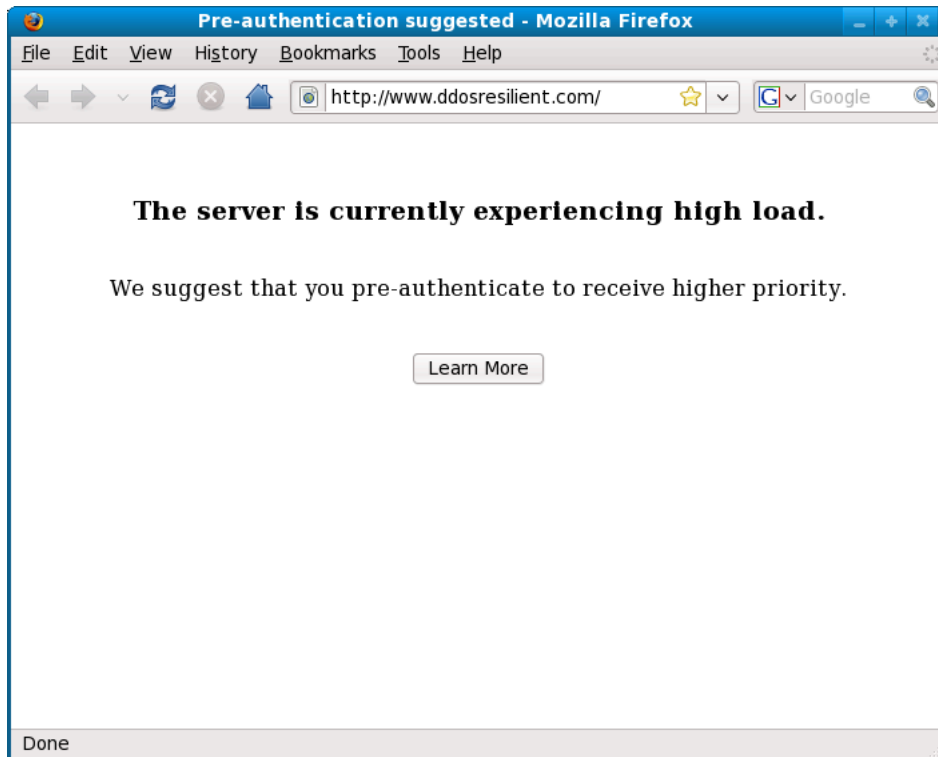 Pre-authentication suggested - Mozilla Firefox
File Edit View History Bookmarks Tools Help
http://www.ddosresilient.com/ G Google
The server is currently experiencing high load.
We suggest that you pre-authenticate to receive higher priority.
Learn More
Done